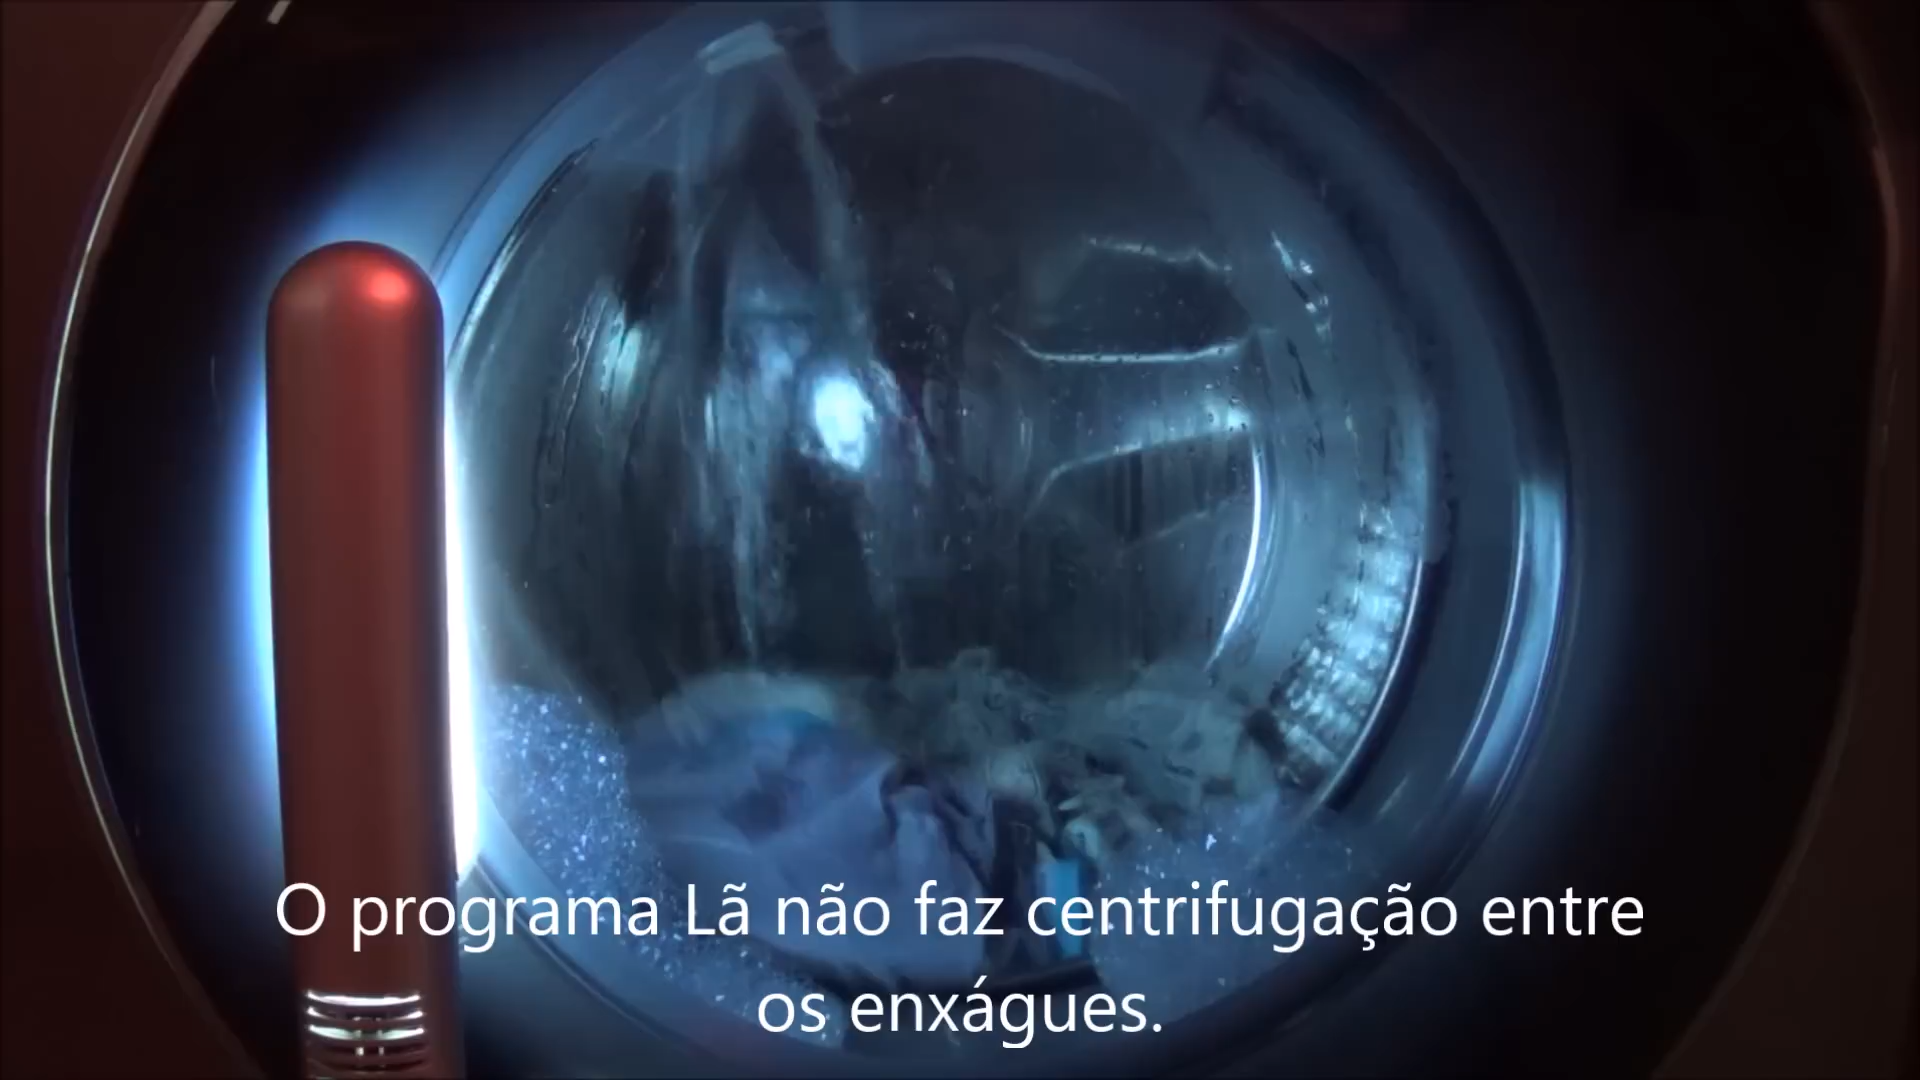 O programa Lã não faz centrifugação entre
os enxágues.